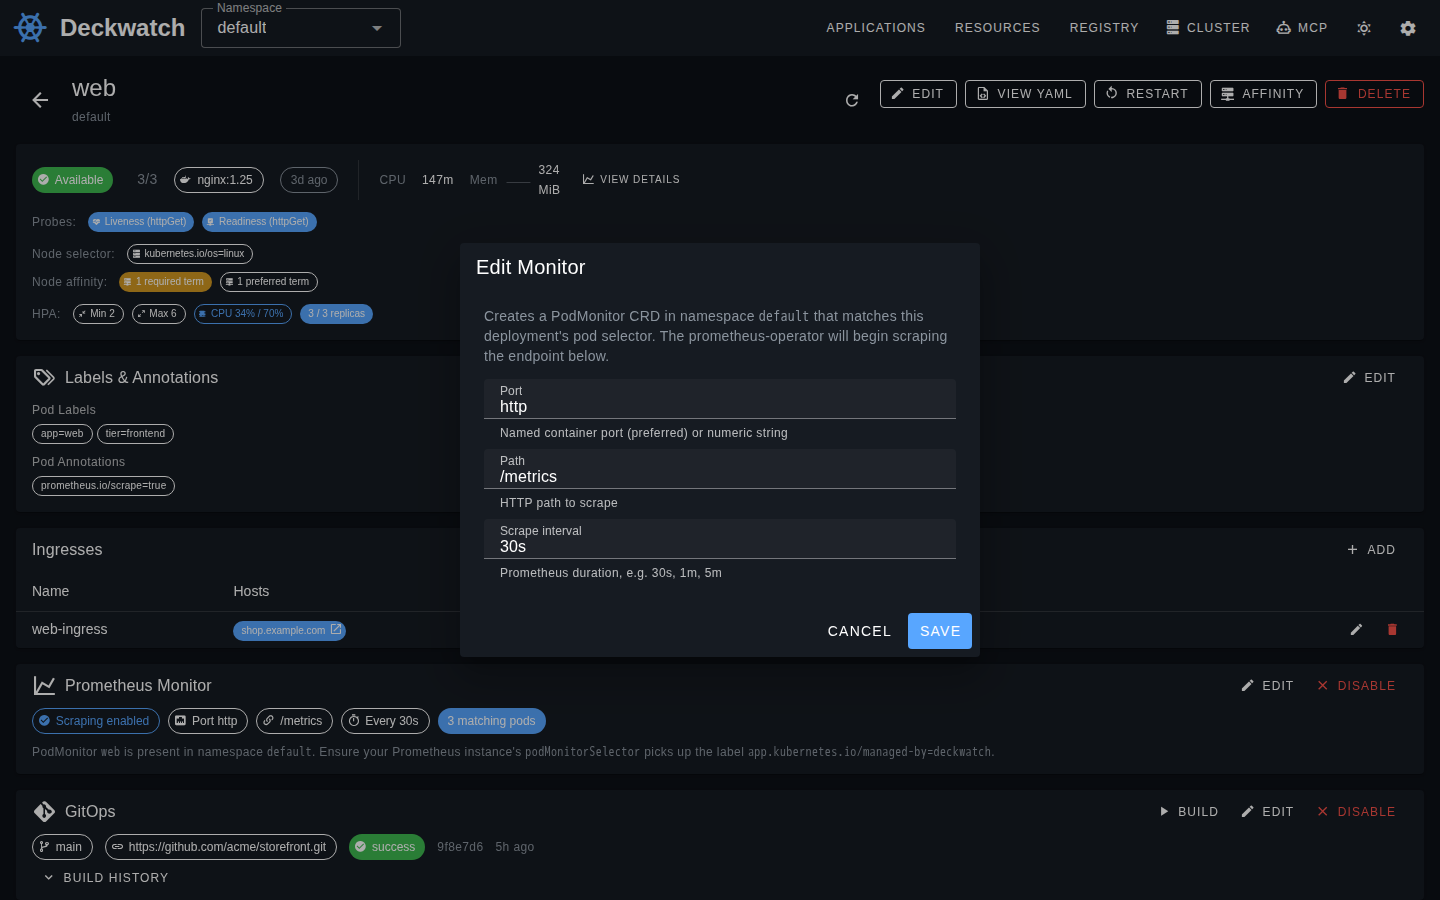 Deckwatch
Namespace
default
APPLICATIONS
RESOURCES
REGISTRY
CLUSTER
MCP
web
default
EDIT
VIEW YAML
RESTART
AFFINITY
DELETE
Available
3/3
nginx:1.25
3d ago
CPU
147m
Mem
324
MiB
VIEW DETAILS
Probes:
Liveness (httpGet)
Readiness (httpGet)
Node selector:
kubernetes.io/os=linux
Node affinity:
1 required term
1 preferred term
HPA:
Min 2
Max 6
CPU 34% / 70%
3 / 3 replicas
Labels & Annotations
EDIT
Pod Labels
app=web
tier=frontend
Pod Annotations
prometheus.io/scrape=true
Ingresses
ADD
Name
Hosts
web-ingress
shop.example.com
Edit Monitor
Creates a PodMonitor CRD in namespace default that matches this
deployment's pod selector. The prometheus-operator will begin scraping
the endpoint below.
Port
http
Named container port (preferred) or numeric string
Path
/metrics
HTTP path to scrape
Scrape interval
30s
Prometheus duration, e.g. 30s, 1m, 5m
CANCEL
SAVE
Prometheus Monitor
EDIT
DISABLE
Scraping enabled
Port http
/metrics
Every 30s
3 matching pods
PodMonitor web is present in namespace default. Ensure your Prometheus instance's podMonitorSelector picks up the label app.kubernetes.io/managed-by=deckwatch.
GitOps
BUILD
EDIT
DISABLE
main
https://github.com/acme/storefront.git
success
9f8e7d6
5h ago
BUILD HISTORY